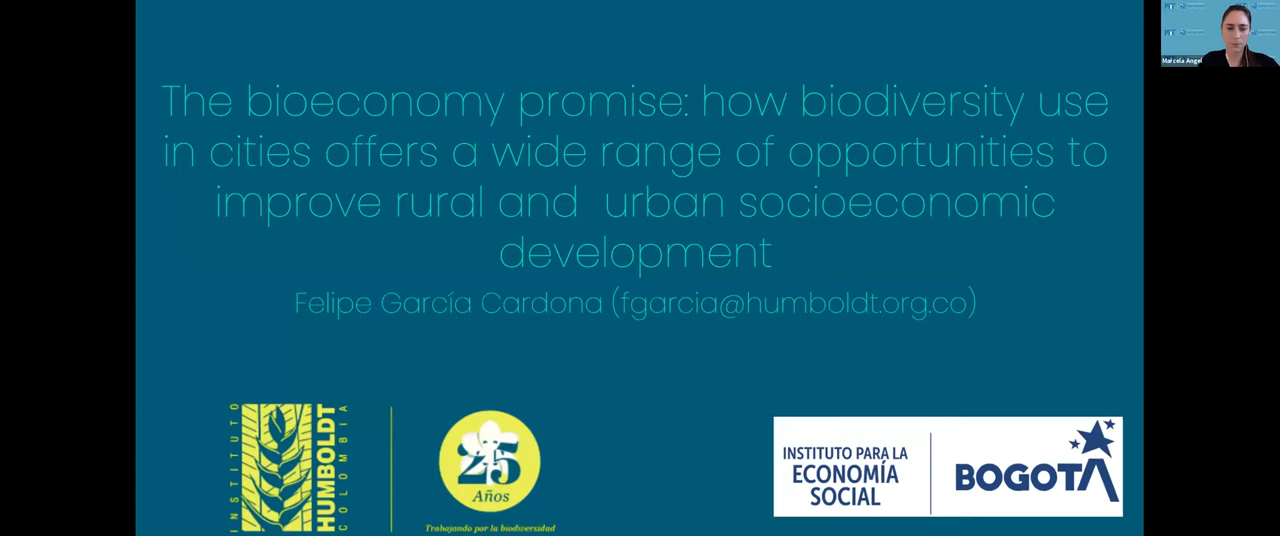 The bioeconomy promise: how biodiversity use
in cities offers a wide range of opportunities to
improve rural and urban socioeconomic
development
Felipe García Cardona (fgarcia@humboldt.org.co)
INSTITUTO
HUMBOLDT
COLOMBIA
25
Años
Trabajando por la biodiversidad
INSTITUTO PARA LA
ECONOMÍA
SOCIAL
BOGOTÁ
Marcela Angel